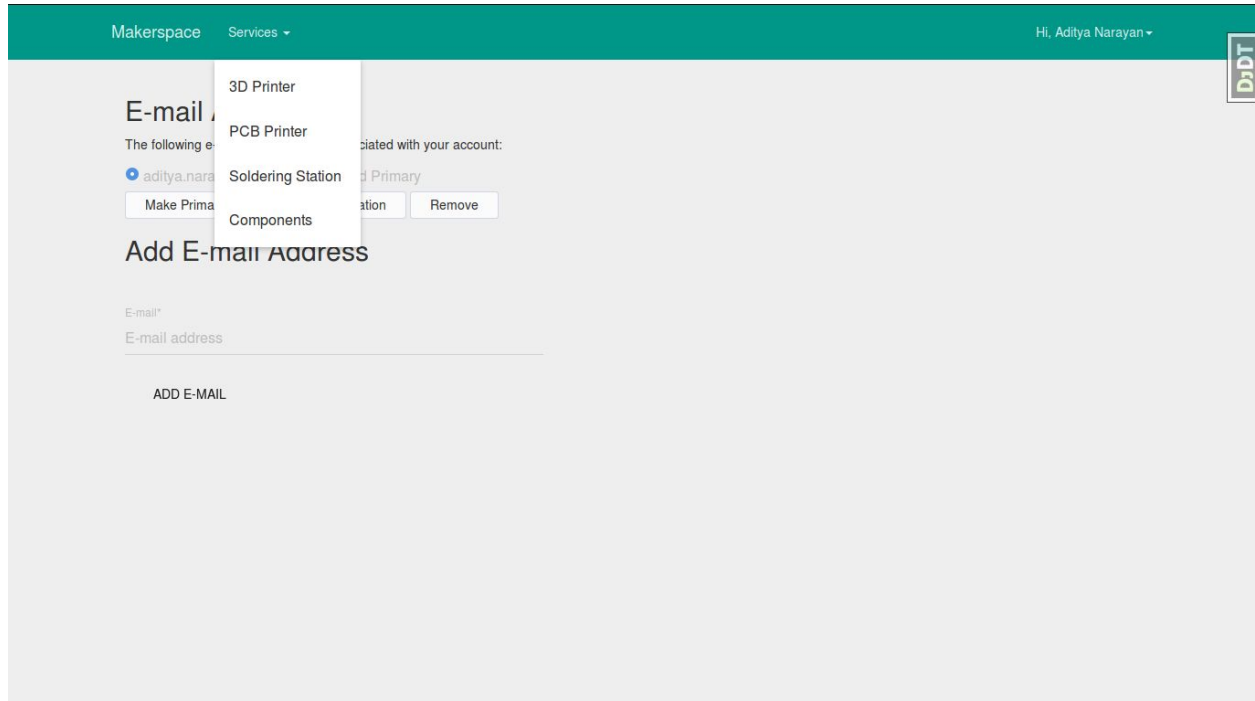 Makerspace Services Hi, Aditya Narayan
DJDT
3D Printer
PCB Printer
Soldering Station
Components
E-mail
The following ciated with your account:
aditya.nara Primary
Make Prima ation Remove
Add E-mail Address
E-mail*
E-mail address
ADD E-MAIL